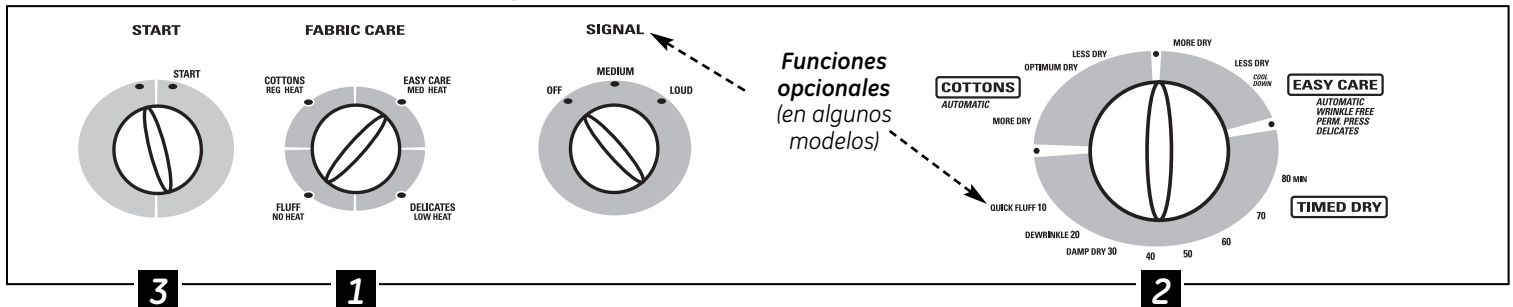 START
START
FABRIC CARE
COTTONS
REG HEAT
EASY CARE
MED HEAT
FLUFF
NO HEAT
DELICATES
LOW HEAT
SIGNAL
OFF
MEDIUM
LOUD
Funciones
opcionales
(en algunos
modelos)
COTTONS
AUTOMATIC
MORE DRY
OPTIMUM DRY
LESS DRY
MORE DRY
LESS DRY
COOL
DOWN
EASY CARE
AUTOMATIC
WRINKLE FREE
PERM. PRESS
DELICATES
80 MIN
70
TIMED DRY
60
50
40
DAMP DRY 30
DEWRINKLE 20
QUICK FLUFF 10
3
1
2